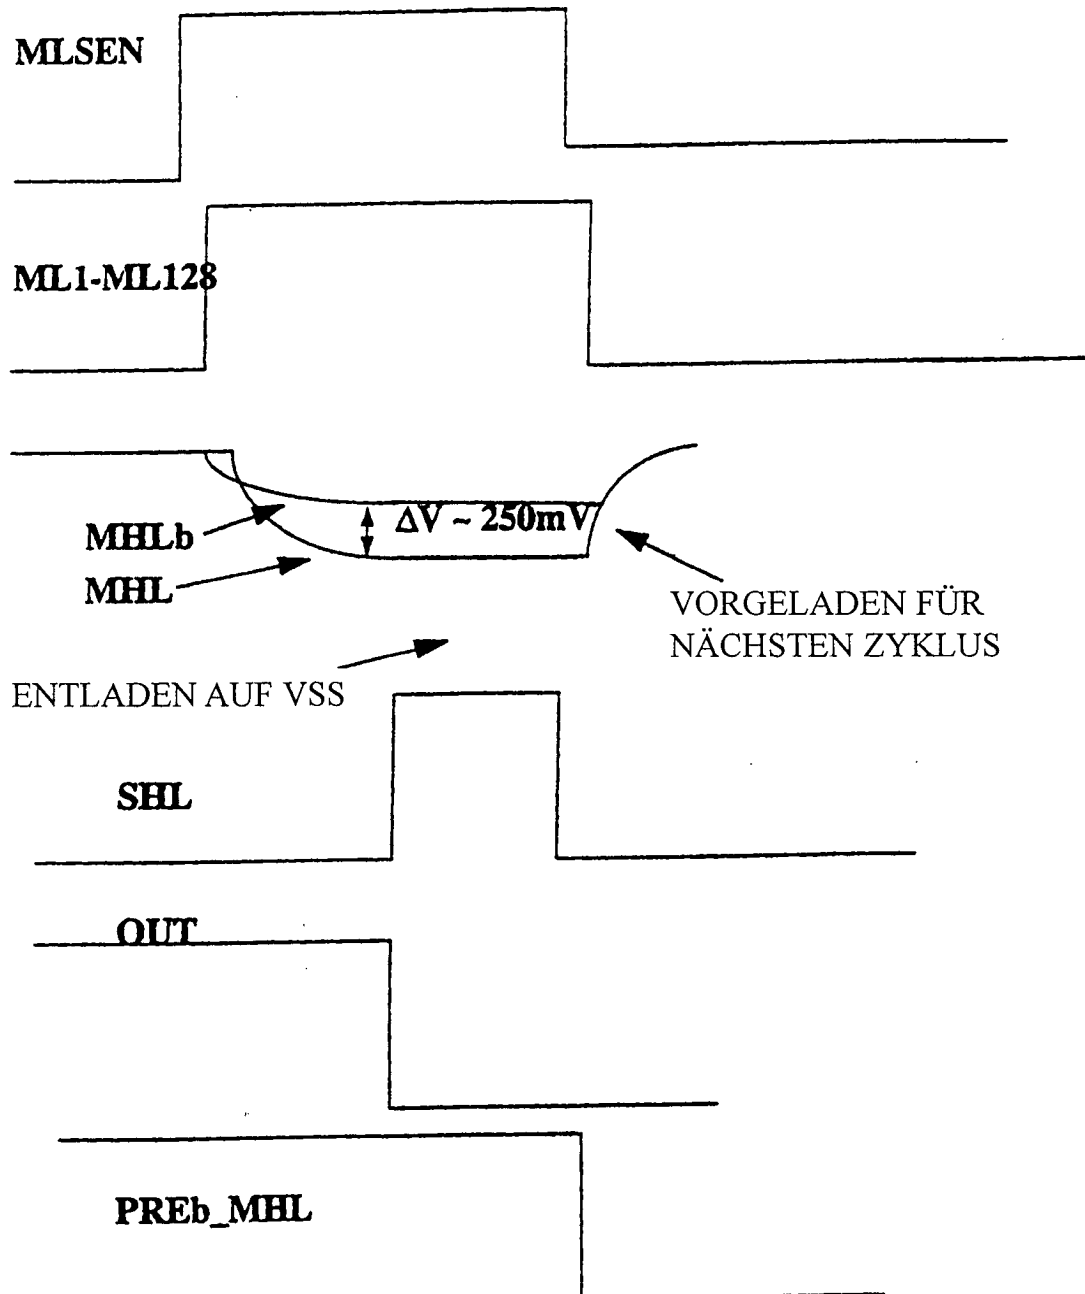 MLSEN
ML1-ML128
MHLb
ΔV ~ 250mV
MHL
VORGELADEN FÜR
NÄCHSTEN ZYKLUS
ENTLADEN AUF VSS
SHL
OUT
PREb_MHL